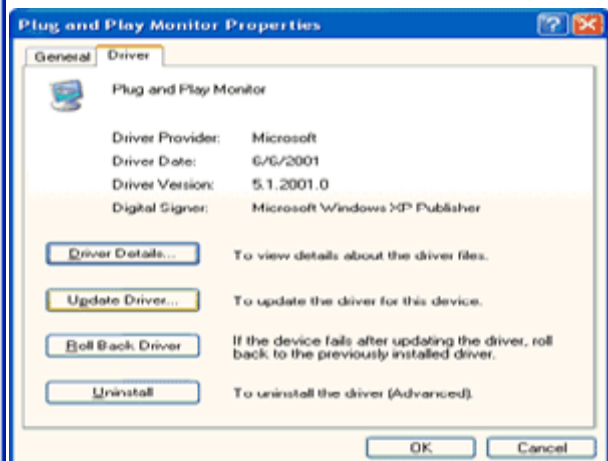 Plug and Play Monitor Properties
General Driver
Plug and Play Monitor
Driver Provider: Microsoft
Driver Date: 6/6/2001
Driver Version: 5.1.2001.0
Digital Signer: Microsoft Windows XP Publisher
Driver Details... To view details about the driver files.
Update Driver... To update the driver for this device.
Roll Back Driver If the device fails after updating the driver, roll
back to the previously installed driver.
Uninstall To uninstall the driver (Advanced).
OK Cancel